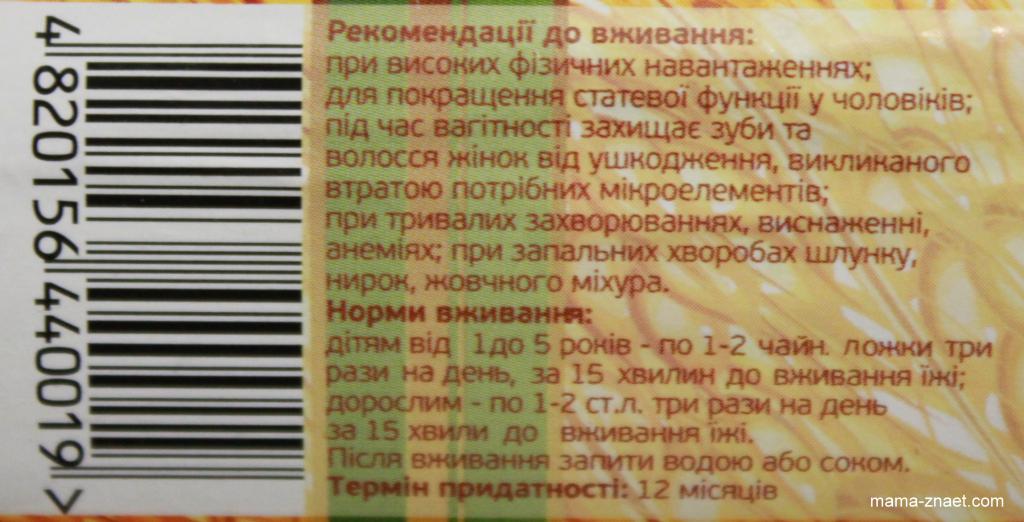 Рекомендації до вживання:
при високих фізичних навантаженнях;
для покращення статевої функції у чоловіків;
під час вагітності захищає зуби та
волосся жінок від ушкодження, викликаного
втратою потрібних мікроелементів;
при тривалих захворюваннях, виснаженні,
анеміях; при запальних хворобах шлунку,
нирок, жовчного міхура.
Норми вживання:
дітям від 1до 5 років - по 1-2 чайн. ложки три
рази на день, за 15 хвилин до вживання їжі;
дорослим - по 1-2 ст.л. три рази на день
за 15 хвили до вживання їжі.
Після вживання запити водою або соком.
Термін придатності: 12 місяців
4 820156 440019 >
mama-znaet.com